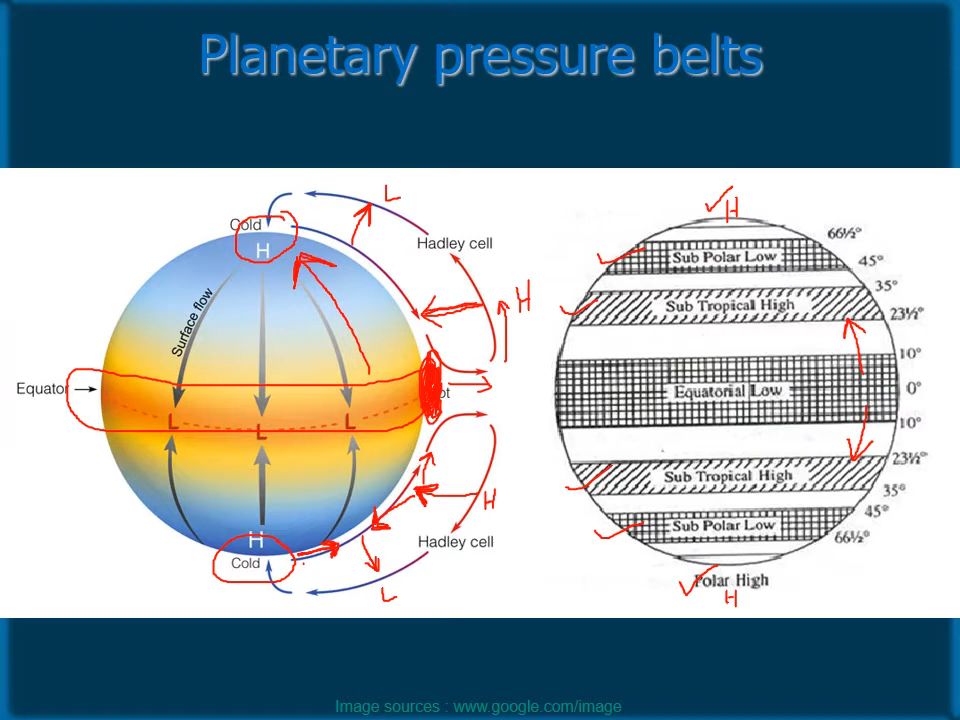 Planetary pressure belts
L
Cold
H
Hadley cell
Surface flow
H
Equator
L
L
L
H
H
Cold
Hadley cell
L
H
66½°
Sub Polar Low
45°
35°
Sub Tropical High
23½°
10°
Equatorial Low
0°
10°
23½°
Sub Tropical High
35°
45°
Sub Polar Low
66½°
Polar High
H
Image sources : www.google.com/image